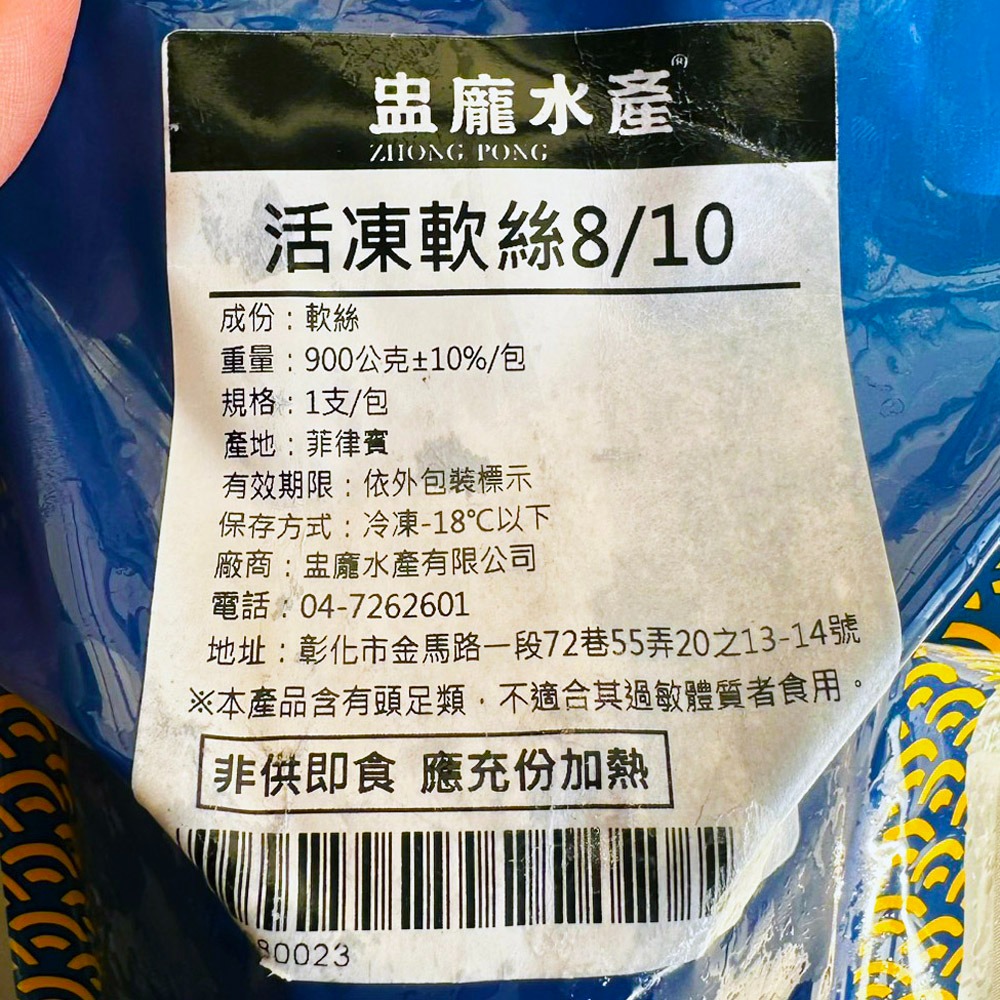 盅龐水產®
ZHONG PONG
活凍軟絲8/10
成份：軟絲
重量：900公克±10%/包
規格：1支/包
產地：菲律賓
有效期限：依外包裝標示
保存方式：冷凍-18℃以下
廠商：盅龐水產有限公司
電話：04-7262601
地址：彰化市金馬路一段72巷55弄20之13-14號
※本產品含有頭足類，不適合其過敏體質者食用。
非供即食 應充份加熱
80023